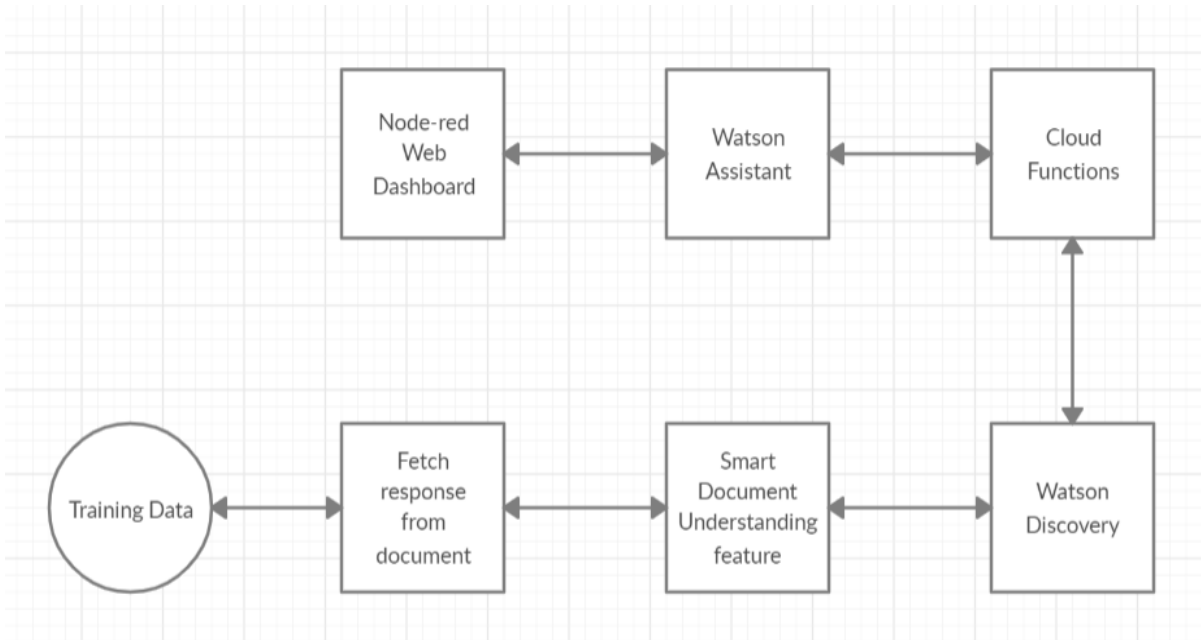 Node-red
Web
Dashboard
Watson
Assistant
Cloud
Functions
Training Data
Fetch
response
from
document
Smart
Document
Understanding
feature
Watson
Discovery